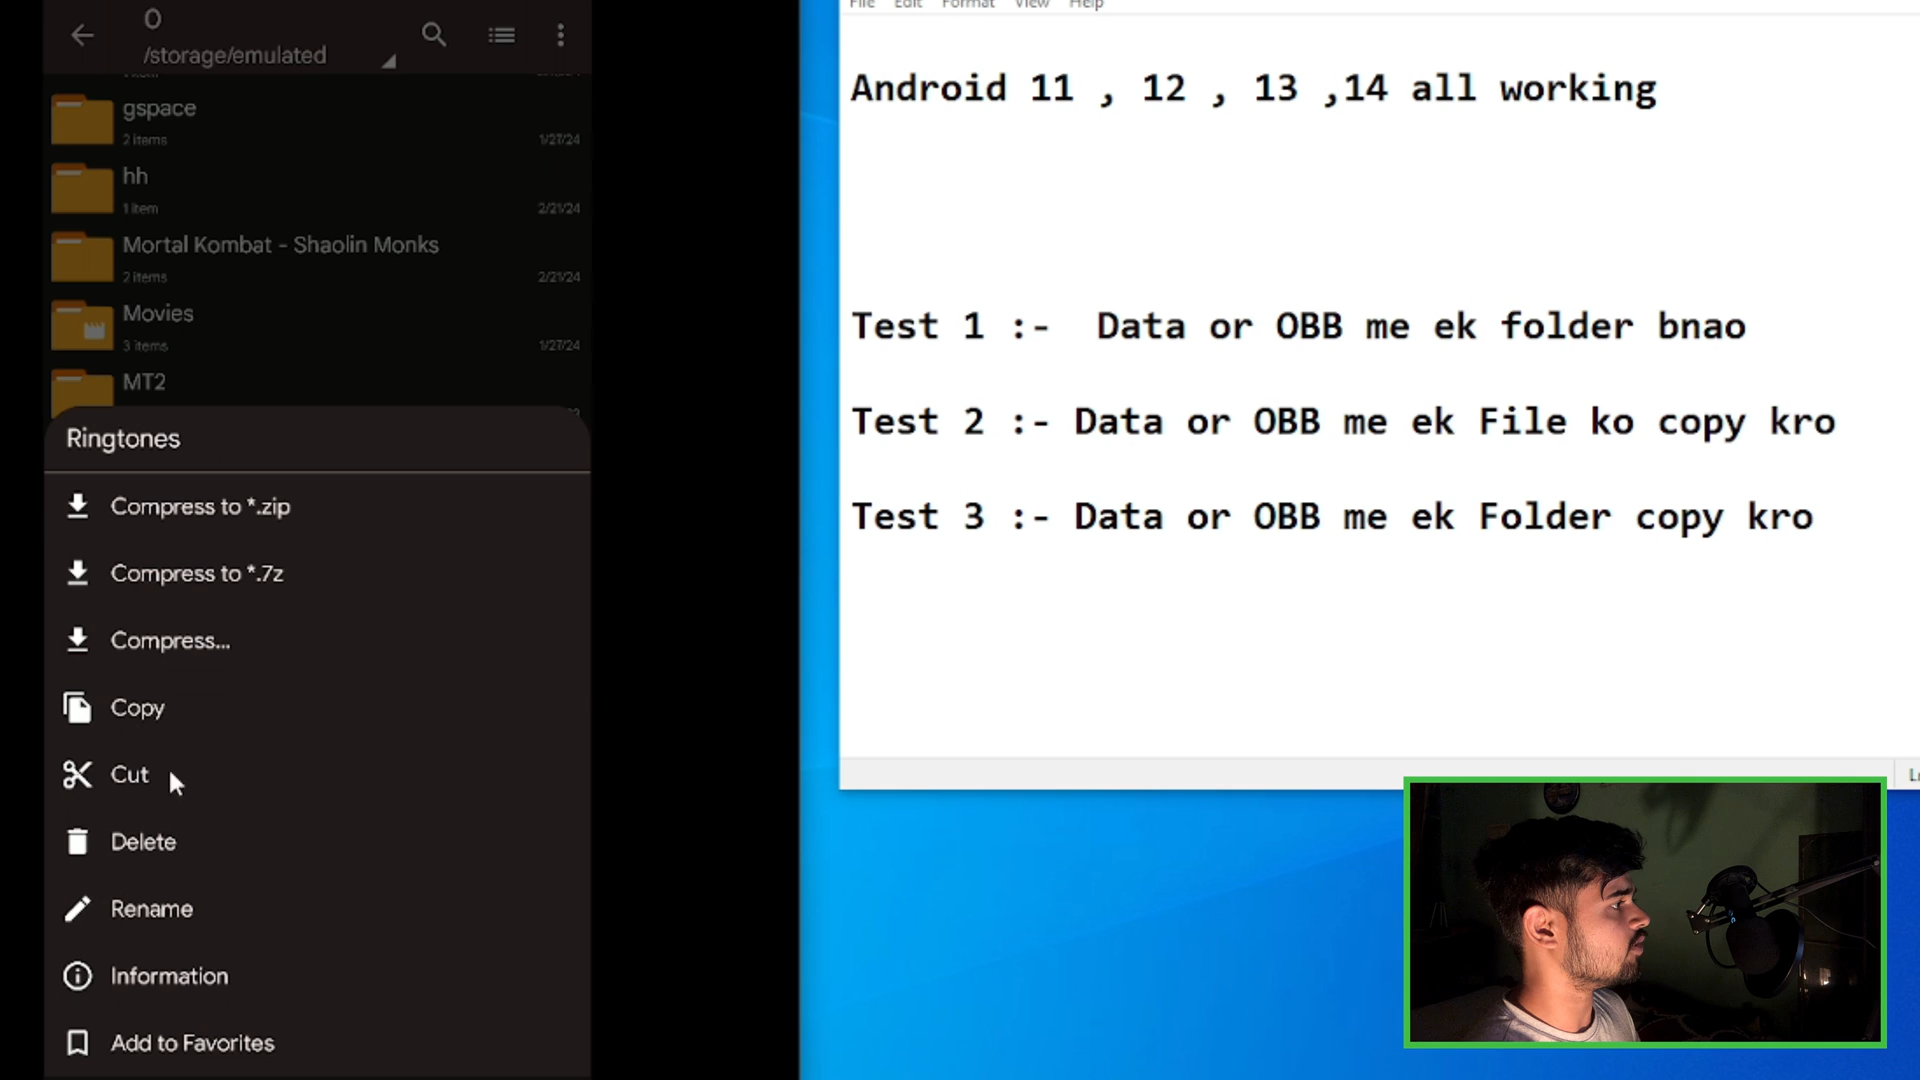 0
/storage/emulated
gspace
2 items
1/27/24
hh
1 item
2/21/24
Mortal Kombat - Shaolin Monks
2 items
2/21/24
Movies
3 items
1/27/24
MT2
Ringtones
Compress to *.zip
Compress to *.7z
Compress...
Copy
Cut
Delete
Rename
Information
Add to Favorites
File Edit Format View Help
Android 11 , 12 , 13 ,14 all working
Test 1 :- Data or OBB me ek folder bnao
Test 2 :- Data or OBB me ek File ko copy kro
Test 3 :- Data or OBB me ek Folder copy kro